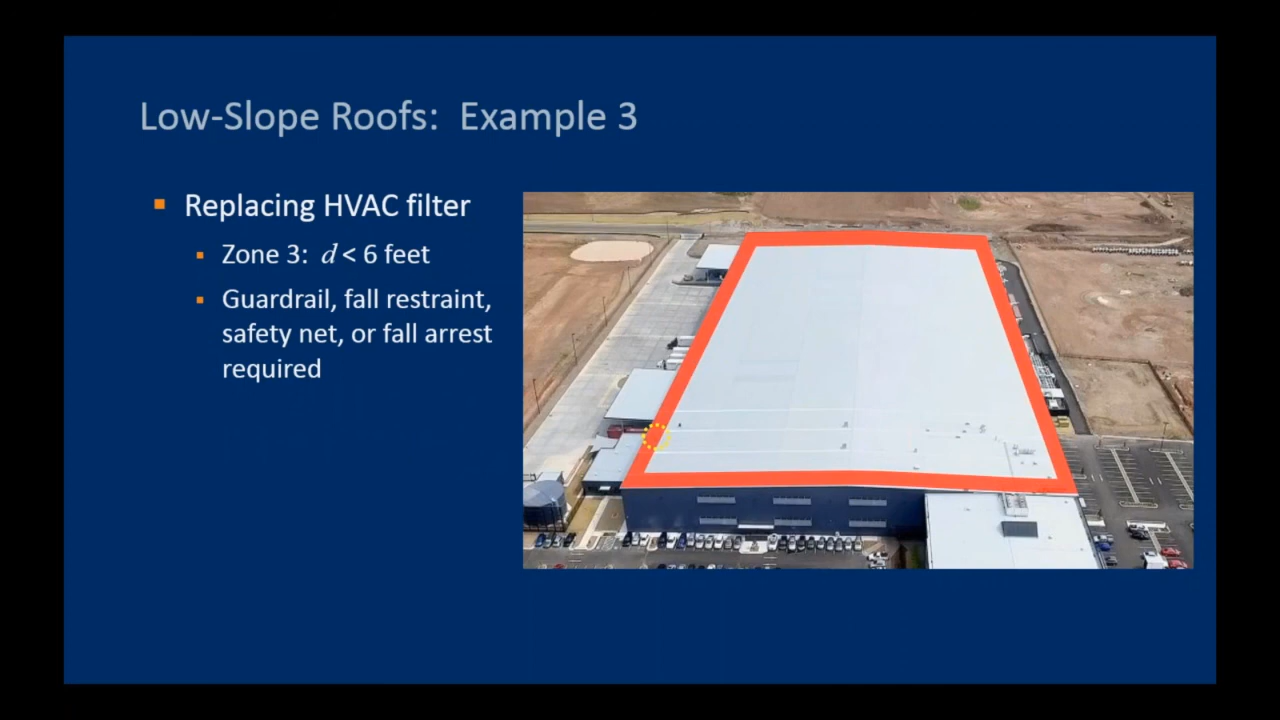 Low-Slope Roofs: Example 3
Replacing HVAC filter
Zone 3: d < 6 feet
Guardrail, fall restraint,
safety net, or fall arrest
required